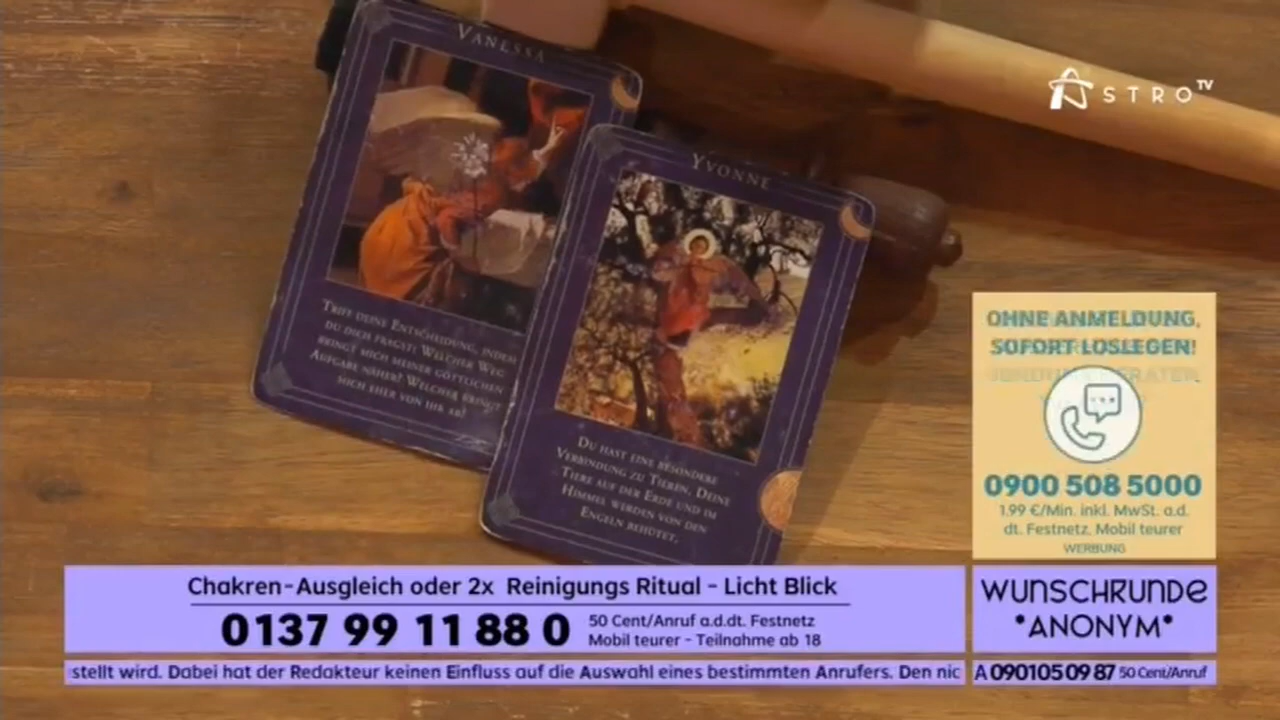 VANESSA
TRIFF DEINE ENTSCHEIDUNG, INDEM
DU DICH FRAGST: WELCHER WEG
BRINGT MICH MEINER GÖTTLICHEN
AUFGABE NÄHER? WELCHER BRINGT
MICH EHER VON IHR AB?
YVONNE
DU HAST EINE BESONDERE
VERBINDUNG ZU TIEREN. DEINE
TIERE AUF DER ERDE UND IM
HIMMEL WERDEN VON DEN
ENGELN BEHÜTET.
ASTRO TV
OHNE ANMELDUNG,
SOFORT LOSLEGEN!
0900 508 5000
1,99 €/Min. inkl. MwSt. a.d.
dt. Festnetz, Mobil teurer
WERBUNG
Chakren-Ausgleich oder 2x Reinigungs Ritual - Licht Blick
0137 99 11 88 0
50 Cent/Anruf a.d.dt. Festnetz
Mobil teurer - Teilnahme ab 18
WUNSCHRUNDE
*ANONYM*
stellt wird. Dabei hat der Redakteur keinen Einfluss auf die Auswahl eines bestimmten Anrufers. Den nic
A 0901 05 09 87 50 Cent/Anruf